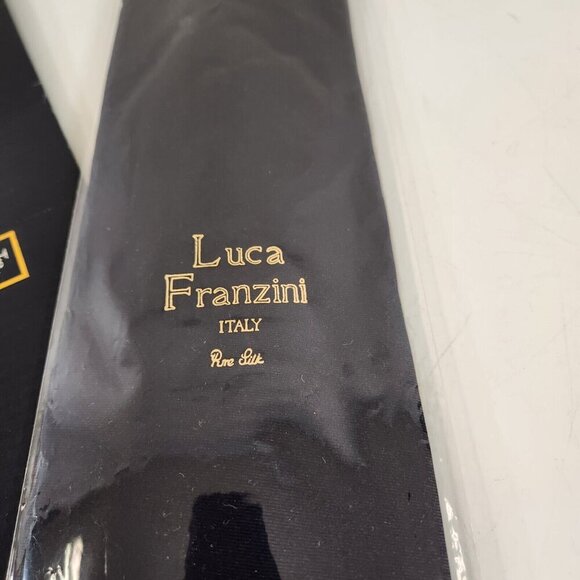 Luca
Franzini
ITALY
Pure Silk